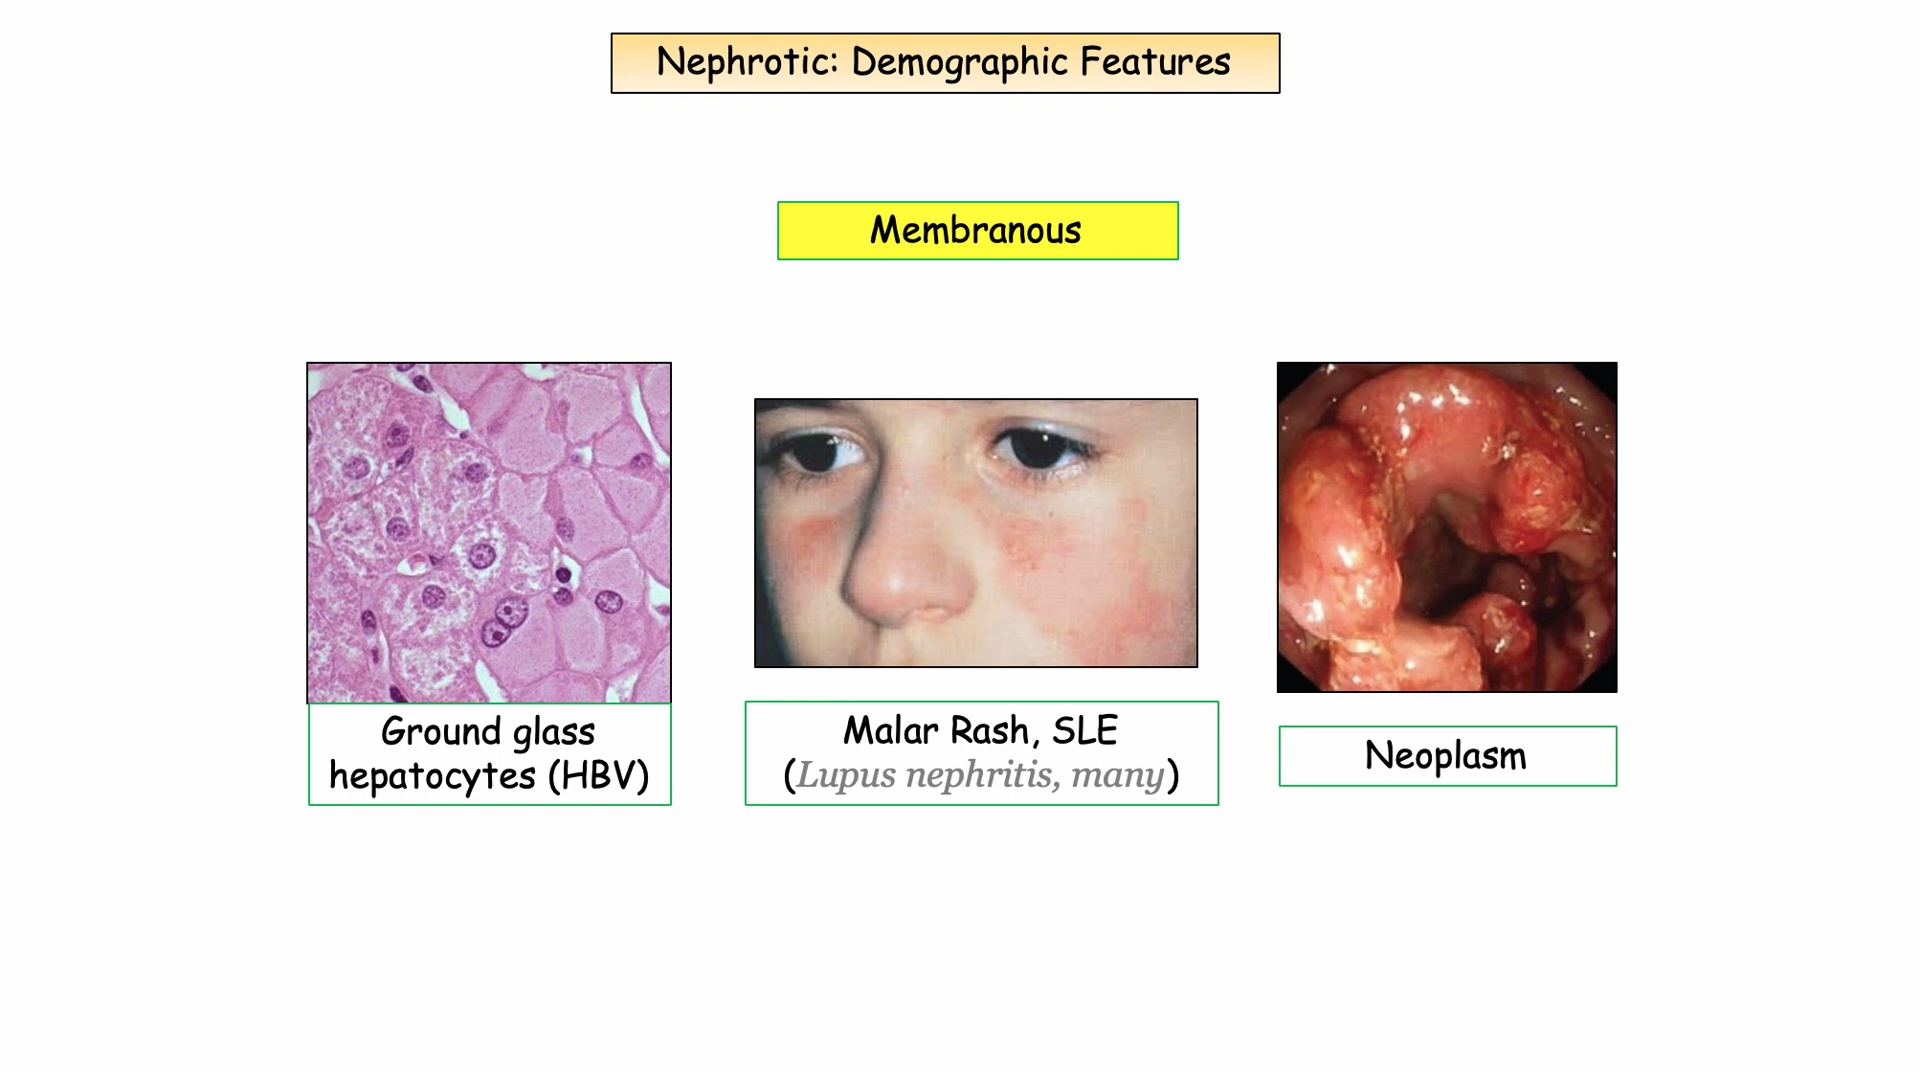 Nephrotic: Demographic Features
Membranous
Ground glass
hepatocytes (HBV)
Malar Rash, SLE
(Lupus nephritis, many)
Neoplasm